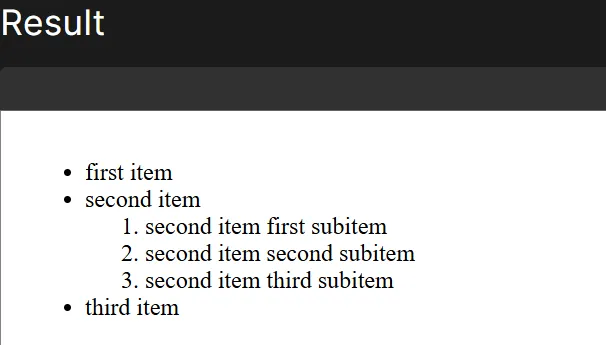 Result
• first item
• second item
1. second item first subitem
2. second item second subitem
3. second item third subitem
• third item